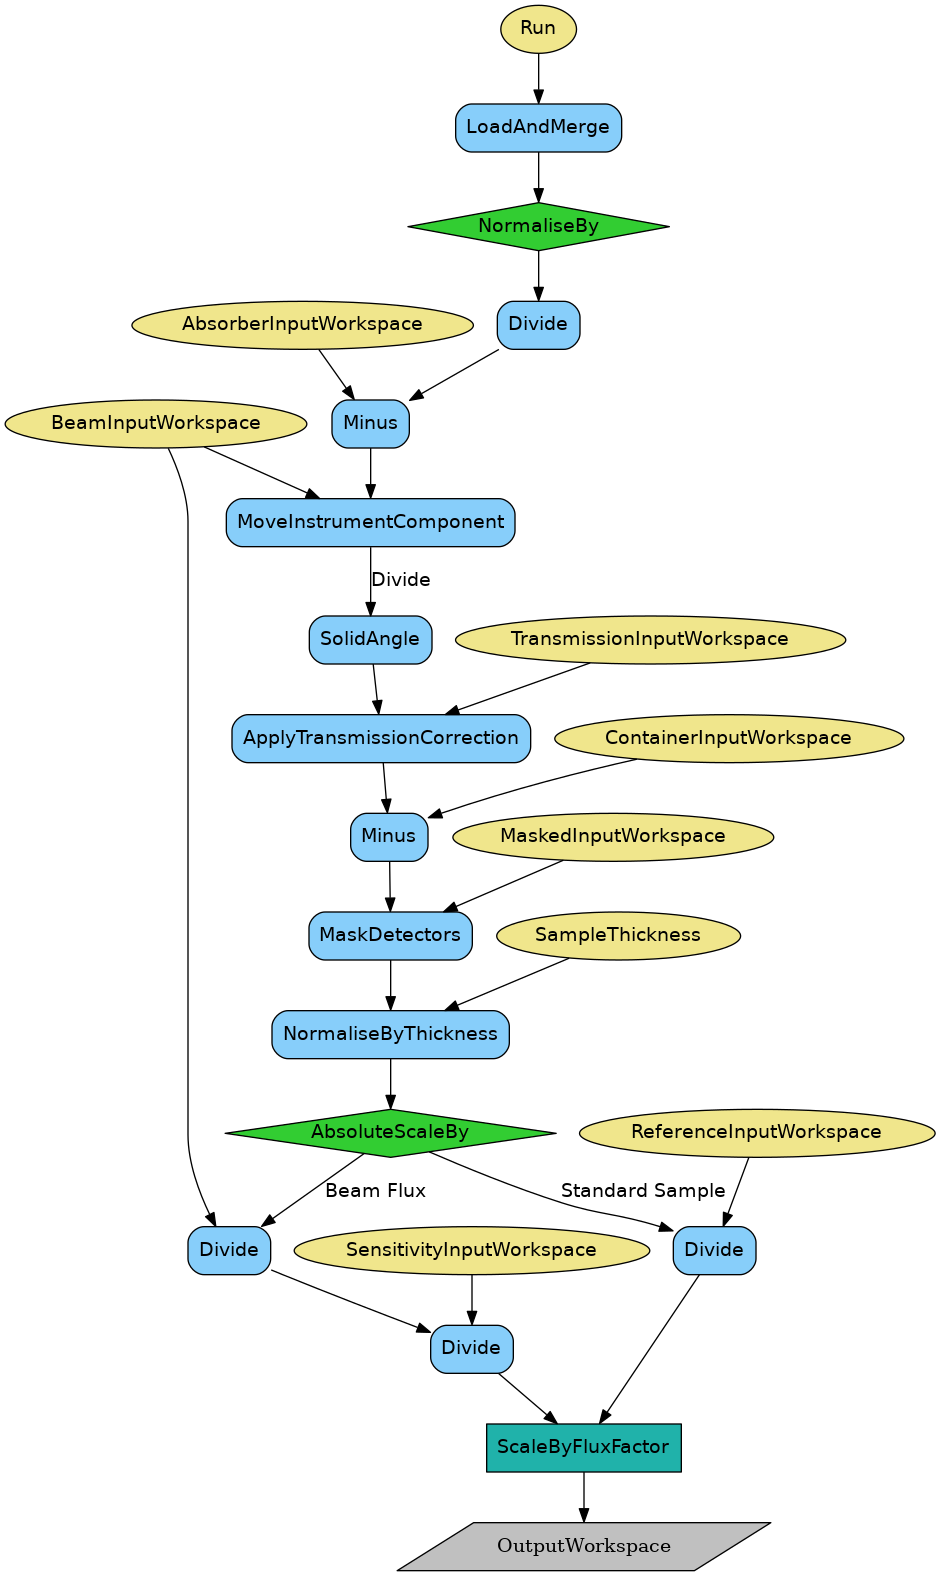 Run
LoadAndMerge
NormaliseBy
AbsorberInputWorkspace
Divide
BeamInputWorkspace
Minus
MoveInstrumentComponent
Divide
SolidAngle
TransmissionInputWorkspace
ApplyTransmissionCorrection
ContainerInputWorkspace
Minus
MaskedInputWorkspace
MaskDetectors
SampleThickness
NormaliseByThickness
AbsoluteScaleBy
ReferenceInputWorkspace
Beam Flux
Standard Sample
Divide
SensitivityInputWorkspace
Divide
Divide
ScaleByFluxFactor
OutputWorkspace